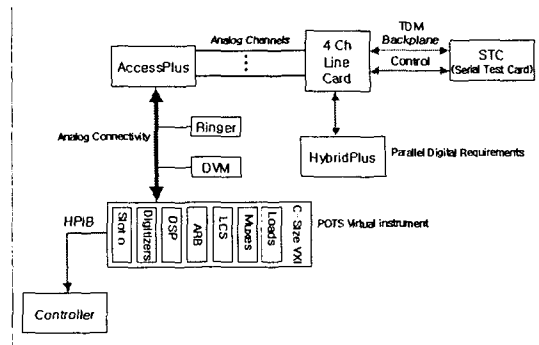 TDM
Analog Channels
Backplane
4 Ch
Line
Card
STC
(Serial Test Card)
AccessPlus
Control
Analog Connectivity
Ringer
HybridPlus
Parallel Digital Requirements
DVM
HPIB
Slot 0
Digitizers
DSP
ARB
LCS
Muxes
Loads
C-Size VXI
POTS Virtual instrument
Controller